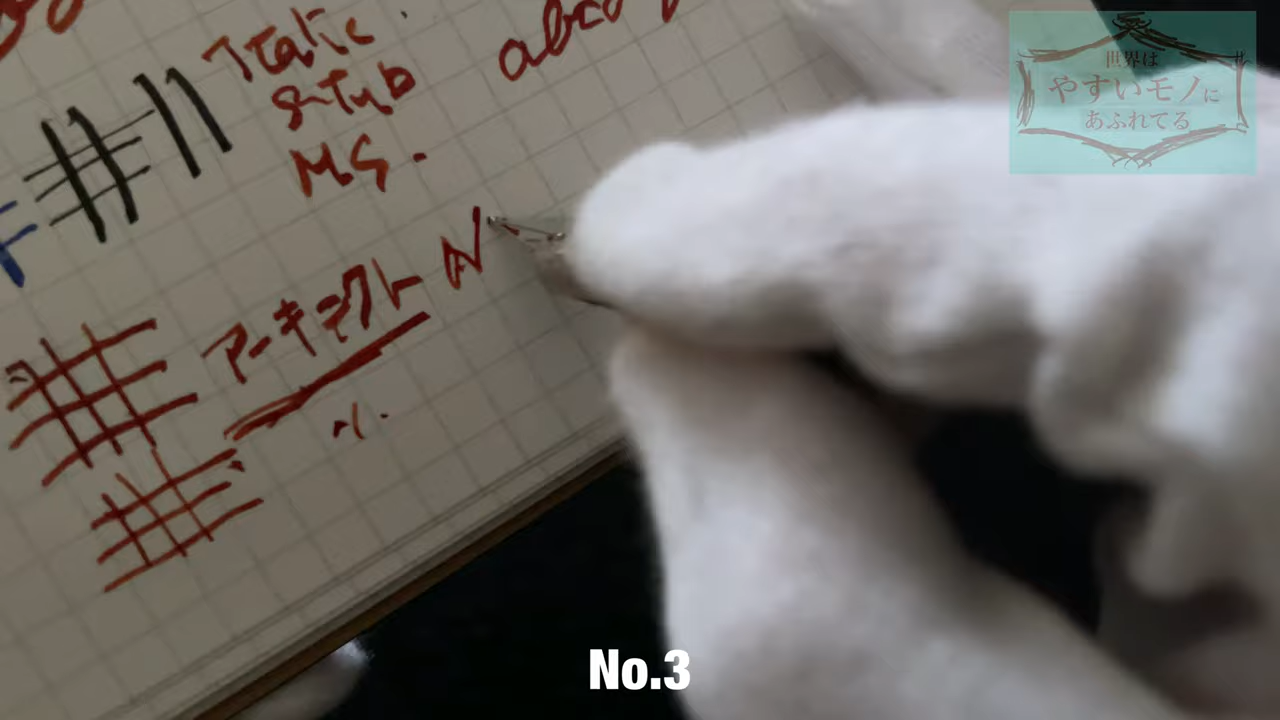 Italic
stub
MS.
abcd
アーキテクト N
No.3
世界は
やすいモノに
あふれてる